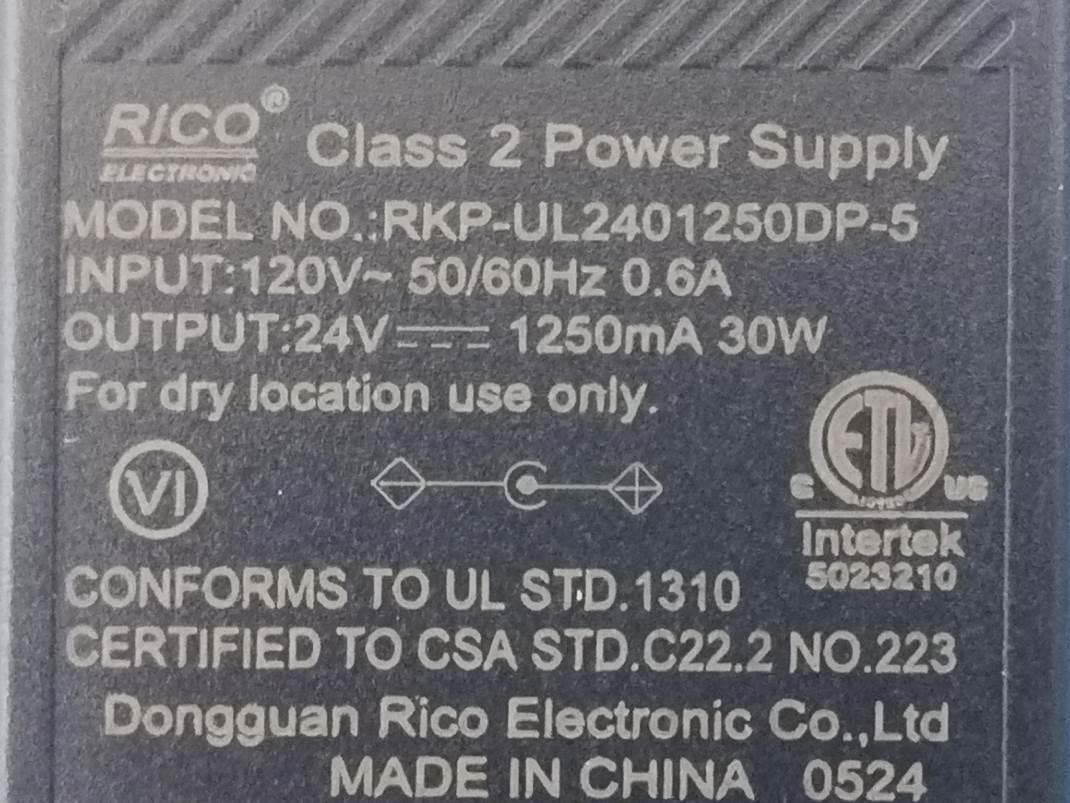 RICO® Class 2 Power Supply
ELECTRONIC
MODEL NO.:RKP-UL2401250DP-5
INPUT:120V~ 50/60Hz 0.6A
OUTPUT:24V⎓ 1250mA 30W
For dry location use only.
VI
ETL
LISTED
C US
Intertek
5023210
CONFORMS TO UL STD.1310
CERTIFIED TO CSA STD.C22.2 NO.223
Dongguan Rico Electronic Co.,Ltd
MADE IN CHINA 0524